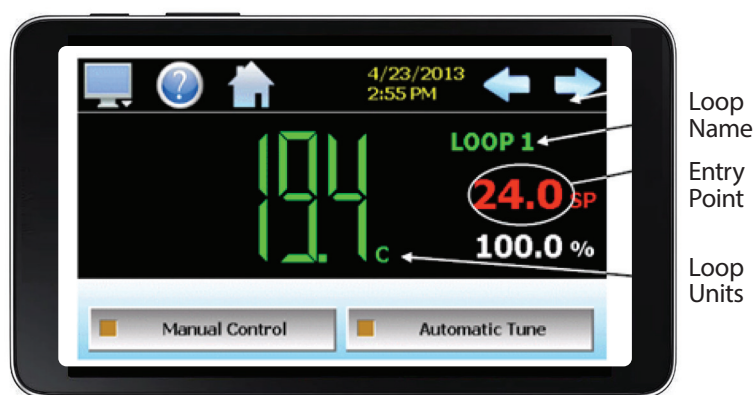 4/23/2013
2:55 PM
LOOP 1
19.4 C
24.0 SP
100.0 %
Manual Control
Automatic Tune
Loop
Name
Entry
Point
Loop
Units